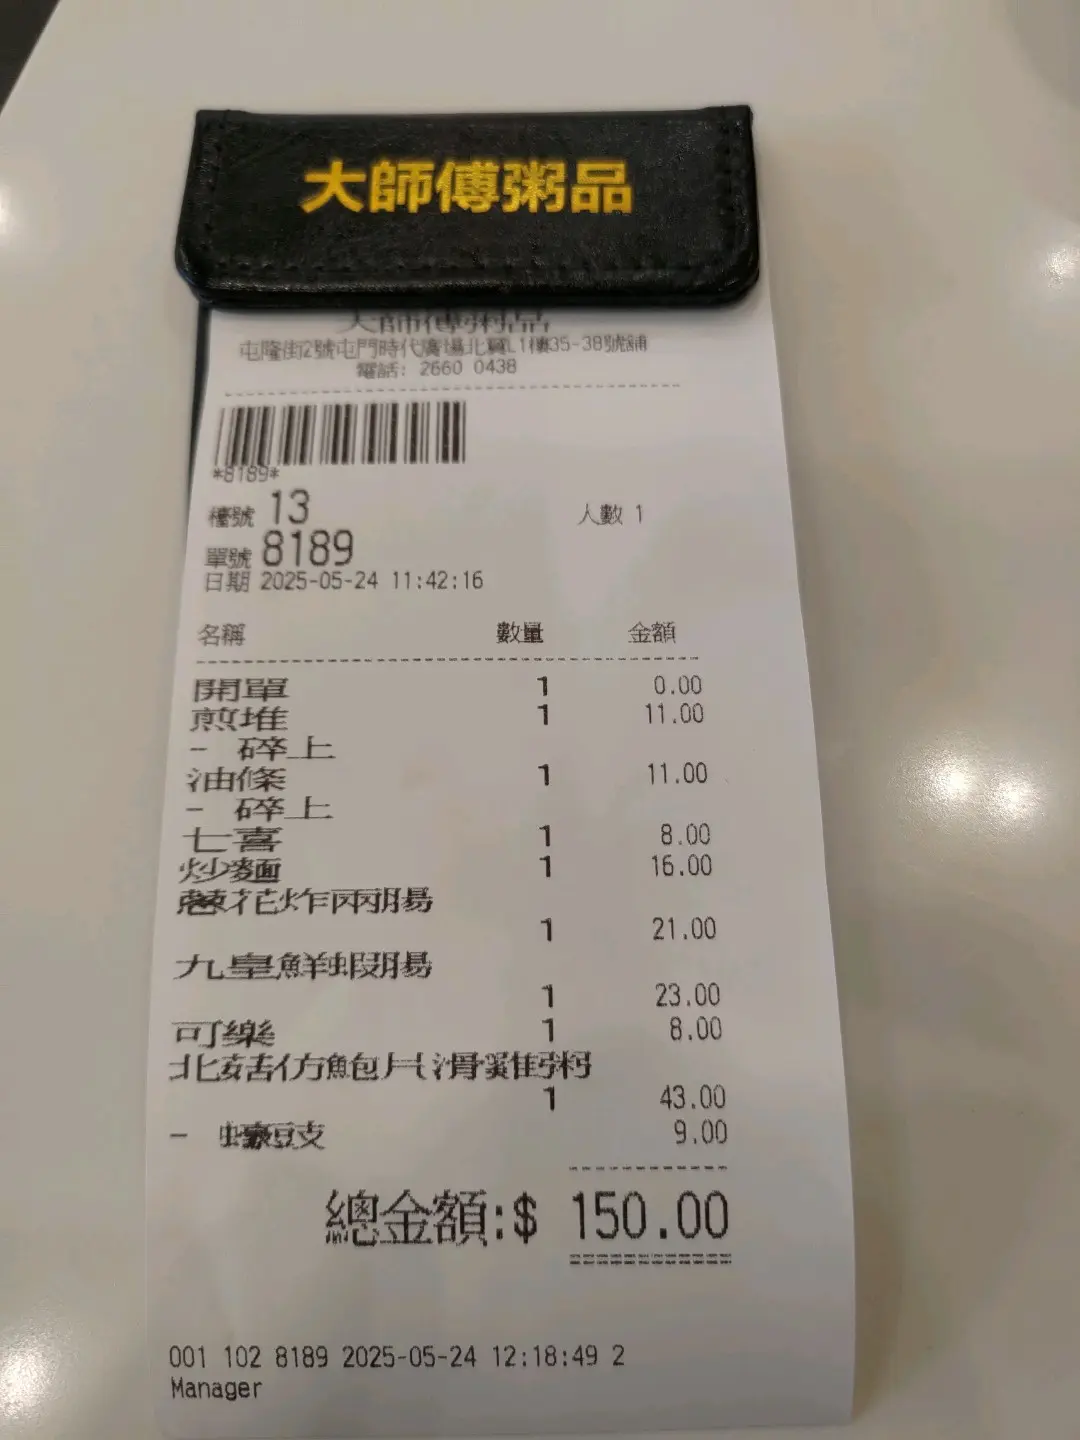 大師傅粥品
大師傅粥品
屯隆街2號屯門時代廣場北翼L1樓35-38號舖
電話: 2660 0438
*8189*
檯號 13 人數 1
單號 8189
日期 2025-05-24 11:42:16
名稱 數量 金額
開單 1 0.00
煎堆 1 11.00
- 碎上
油條 1 11.00
- 碎上
七喜 1 8.00
炒麵 1 16.00
蔥花炸兩腸
1 21.00
九皇鮮蝦腸
1 23.00
可樂 1 8.00
北菇仿鮑片滑雞粥
1 43.00
- 蠔豆支 9.00
總金額:$ 150.00
001 102 8189 2025-05-24 12:18:49 2
Manager